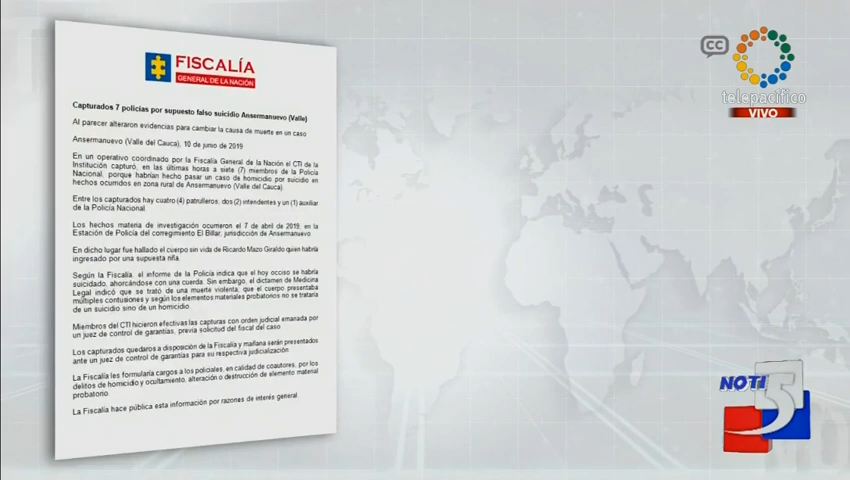 FISCALÍA
GENERAL DE LA NACIÓN
Capturados 7 policías por supuesto falso suicidio Ansermanuevo (Valle)
Al parecer alteraron evidencias para cambiar la causa de muerte en un caso
Ansermanuevo (Valle del Cauca), 10 de junio de 2019
En un operativo coordinado por la Fiscalía General de la Nación el CTI de la
Institución capturó, en las últimas horas a siete (7) miembros de la Policía
Nacional, porque habrían hecho pasar un caso de homicidio por suicidio en
hechos ocurridos en zona rural de Ansermanuevo (Valle del Cauca).
Entre los capturados hay cuatro (4) patrulleros, dos (2) intendentes y un (1) auxiliar
de la Policía Nacional.
Los hechos materia de investigación ocurrieron el 7 de abril de 2019, en la
Estación de Policía del corregimiento El Billar, jurisdicción de Ansermanuevo.
En dicho lugar fue hallado el cuerpo sin vida de Ricardo Mazo Giraldo quien habría
ingresado por una supuesta riña.
Según la Fiscalía, el informe de la Policía indica que el hoy occiso se habría
suicidado, ahorcándose con una cuerda. Sin embargo, el dictamen de Medicina
Legal indicó que se trató de una muerte violenta, que el cuerpo presentaba
múltiples contusiones y según los elementos materiales probatorios no se trataría
de un suicidio sino de un homicidio.
Miembros del CTI hicieron efectivas las capturas con orden judicial emanada por
un juez de control de garantías, previa solicitud del fiscal del caso
Los capturados quedaros a disposición de la Fiscalía y mañana serán presentados
ante un juez de control de garantías para su respectiva judicialización.
La Fiscalía les formularía cargos a los policiales, en calidad de coautores, por los
delitos de homicidio y ocultamiento, alteración o destrucción de elemento material
probatorio
La Fiscalía hace pública esta información por razones de interés general
CC
telepacífico
VIVO
NOTI
5